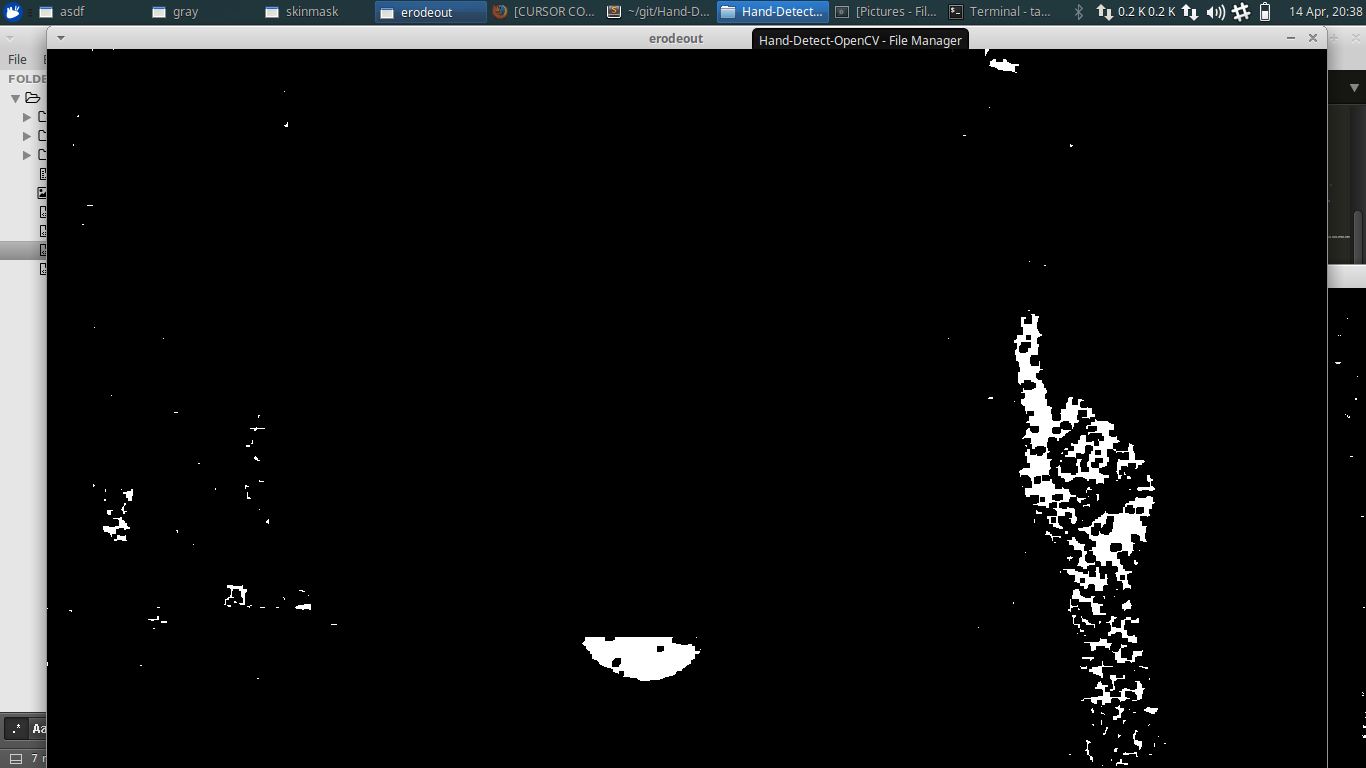 asdf gray skinmask erodeout [CURSOR CO... ~/git/Hand-D... Hand-Detect... [Pictures - Fil... Terminal - ta... 0.2 K 0.2 K 14 Apr, 20:38
erodeout
Hand-Detect-OpenCV - File Manager
File
FOLDE
.* Aa
7